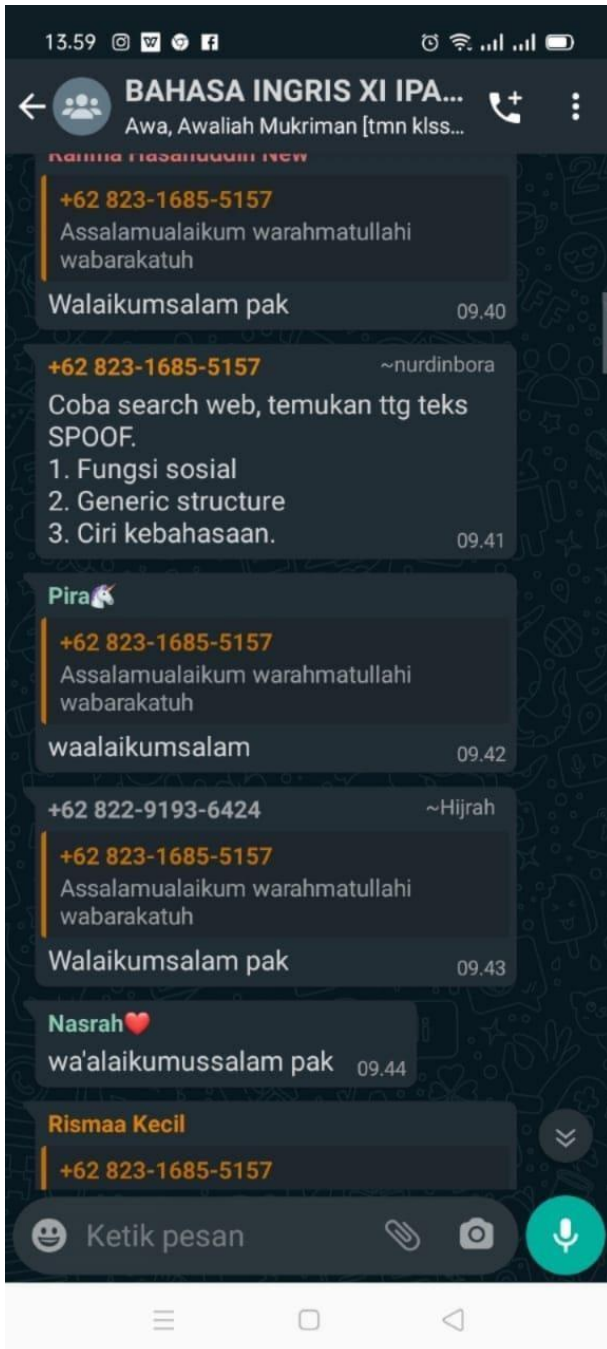 13.59
BAHASA INGRIS XI IPA...
Awa, Awaliah Mukriman [tmn klss...
Rahma Hasanuddin New
+62 823-1685-5157
Assalamualaikum warahmatullahi
wabarakatuh
Walaikumsalam pak 09.40
+62 823-1685-5157 ~nurdinbora
Coba search web, temukan ttg teks
SPOOF.
1. Fungsi sosial
2. Generic structure
3. Ciri kebahasaan. 09.41
Pira🦄
+62 823-1685-5157
Assalamualaikum warahmatullahi
wabarakatuh
waalaikumsalam 09.42
+62 822-9193-6424 ~Hijrah
+62 823-1685-5157
Assalamualaikum warahmatullahi
wabarakatuh
Walaikumsalam pak 09.43
Nasrah❤️
wa'alaikumussalam pak 09.44
Rismaa Kecil
+62 823-1685-5157
Ketik pesan